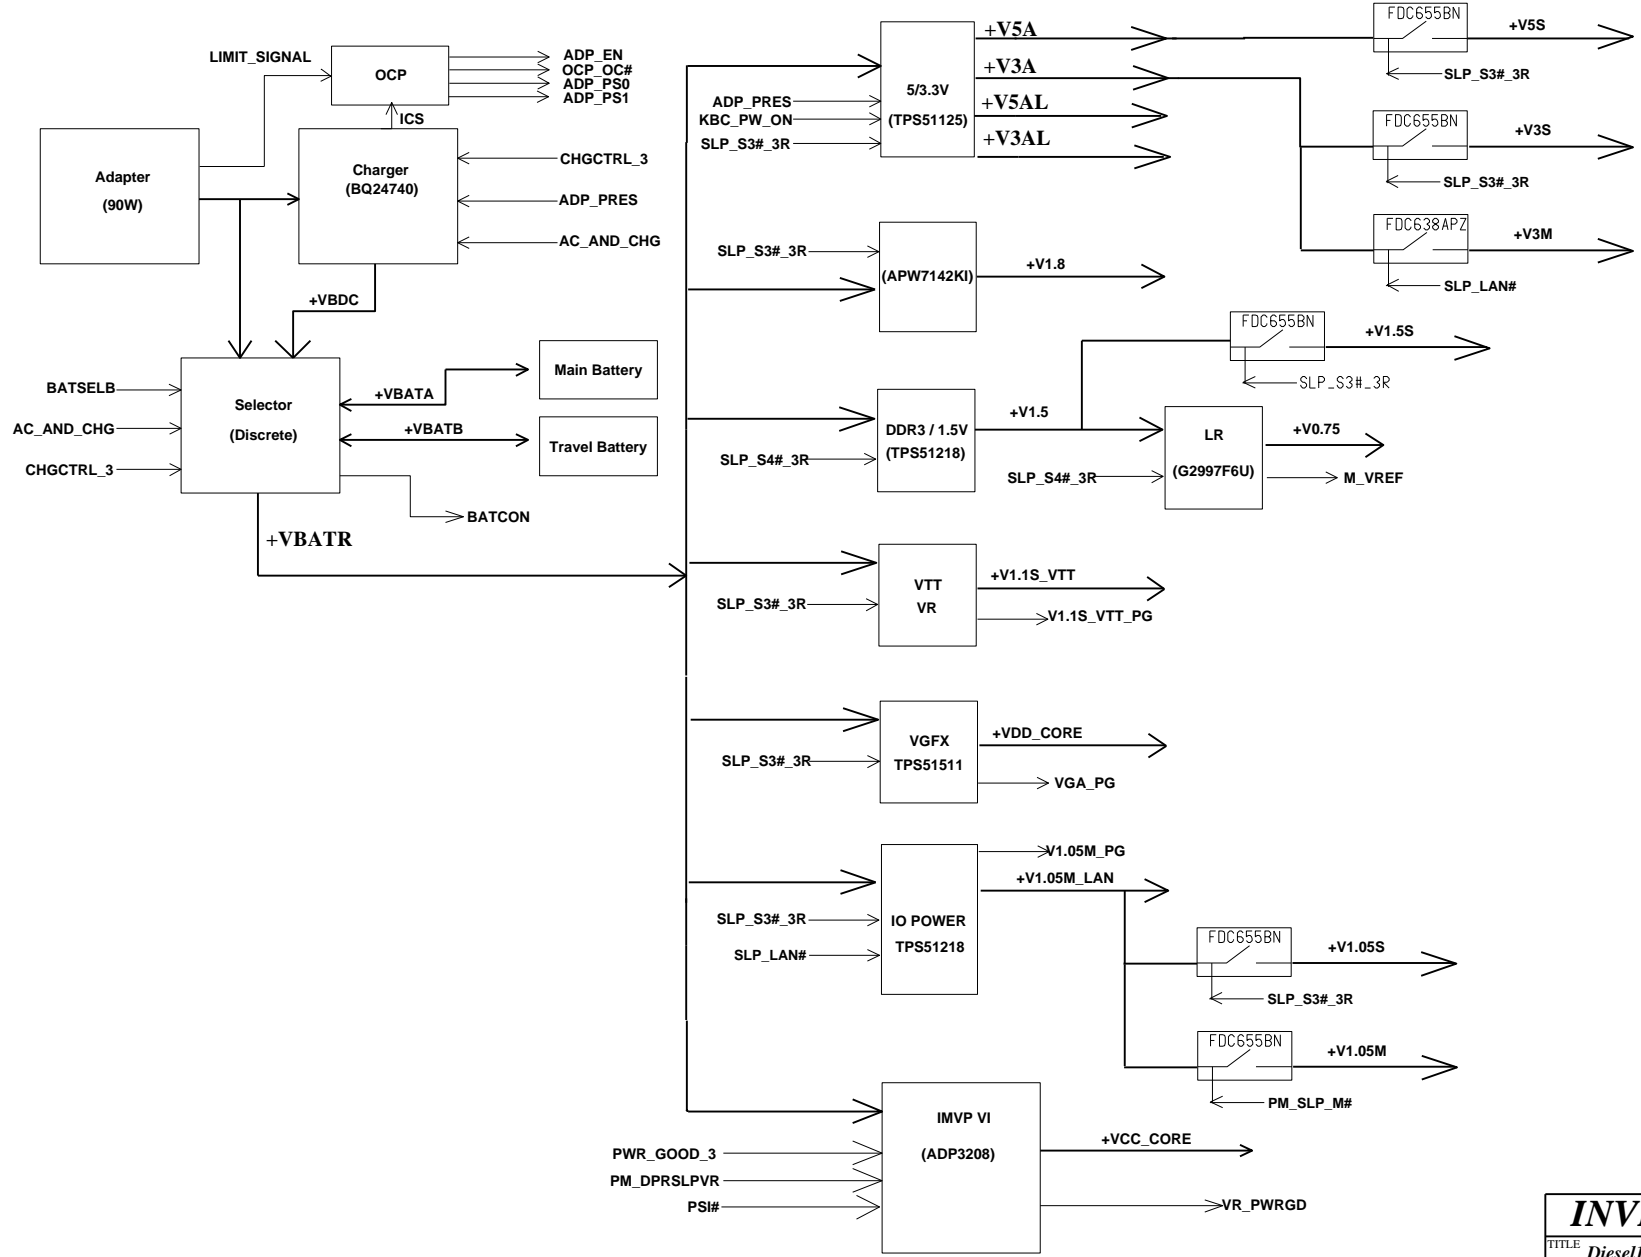 LIMIT_SIGNAL
OCP
ADP_EN
OCP_OC#
ADP_PS0
ADP_PS1
ICS
Adapter
(90W)
Charger
(BQ24740)
CHGCTRL_3
ADP_PRES
AC_AND_CHG
+VBDC
BATSELB
AC_AND_CHG
CHGCTRL_3
Selector
(Discrete)
+VBATA
+VBATB
Main Battery
Travel Battery
BATCON
+VBATR
ADP_PRES
KBC_PW_ON
SLP_S3#_3R
5/3.3V
(TPS51125)
+V5A
+V3A
+V5AL
+V3AL
FDC655BN
+V5S
SLP_S3#_3R
FDC655BN
+V3S
SLP_S3#_3R
FDC638APZ
+V3M
SLP_LAN#
SLP_S3#_3R
(APW7142KI)
+V1.8
FDC655BN
+V1.5S
SLP_S3#_3R
DDR3 / 1.5V
(TPS51218)
SLP_S4#_3R
+V1.5
LR
(G2997F6U)
SLP_S4#_3R
+V0.75
M_VREF
VTT
VR
SLP_S3#_3R
+V1.1S_VTT
V1.1S_VTT_PG
VGFX
TPS51511
SLP_S3#_3R
+VDD_CORE
VGA_PG
IO POWER
TPS51218
SLP_S3#_3R
SLP_LAN#
V1.05M_PG
+V1.05M_LAN
FDC655BN
+V1.05S
SLP_S3#_3R
FDC655BN
+V1.05M
PM_SLP_M#
IMVP VI
(ADP3208)
PWR_GOOD_3
PM_DPRSLPVR
PSI#
+VCC_CORE
VR_PWRGD
TITLE